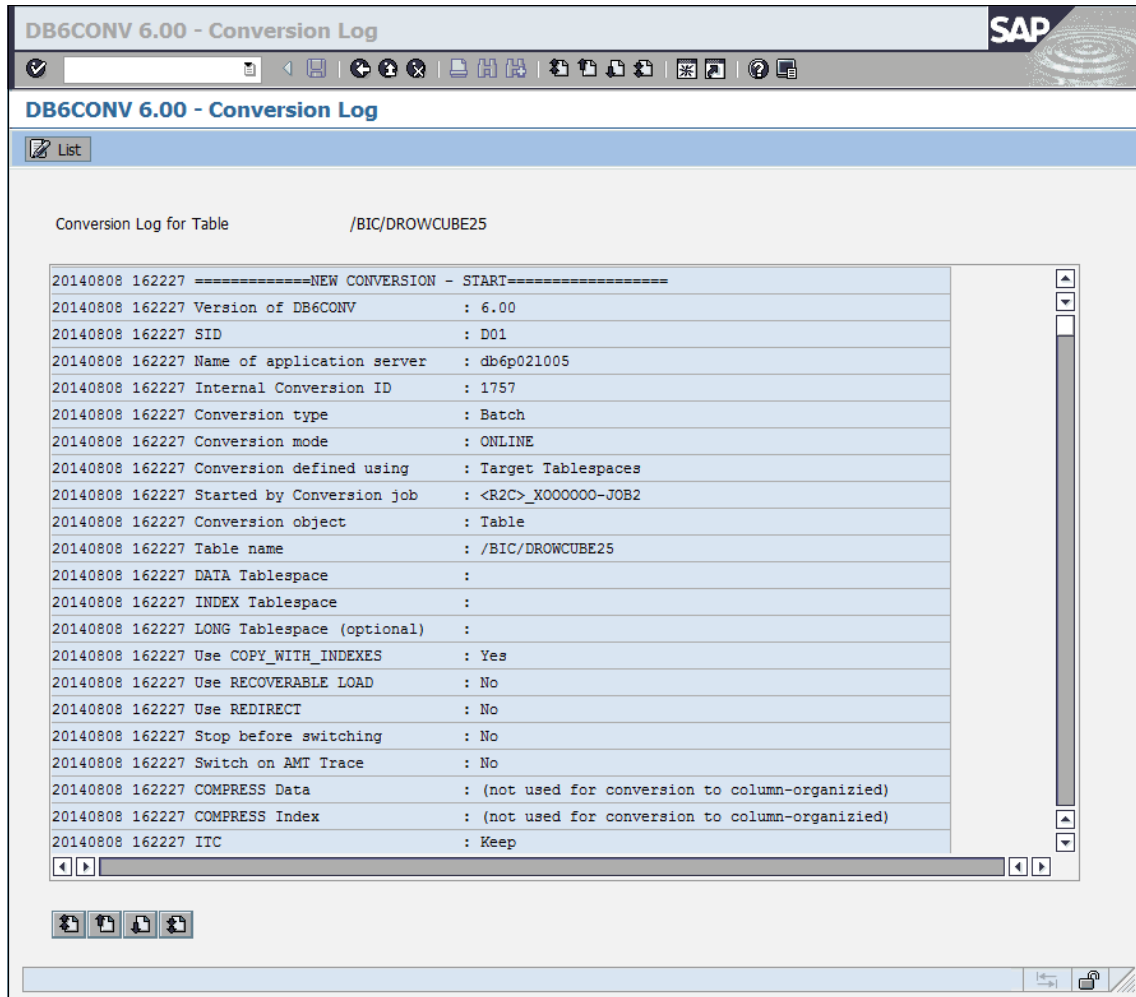 DB6CONV 6.00 - Conversion Log
SAP
DB6CONV 6.00 - Conversion Log
List
Conversion Log for Table /BIC/DROWCUBE25
20140808 162227 =============NEW CONVERSION - START==================
20140808 162227 Version of DB6CONV : 6.00
20140808 162227 SID : D01
20140808 162227 Name of application server : db6p02l005
20140808 162227 Internal Conversion ID : 1757
20140808 162227 Conversion type : Batch
20140808 162227 Conversion mode : ONLINE
20140808 162227 Conversion defined using : Target Tablespaces
20140808 162227 Started by Conversion job : <R2C>_X000000-JOB2
20140808 162227 Conversion object : Table
20140808 162227 Table name : /BIC/DROWCUBE25
20140808 162227 DATA Tablespace :
20140808 162227 INDEX Tablespace :
20140808 162227 LONG Tablespace (optional) :
20140808 162227 Use COPY_WITH_INDEXES : Yes
20140808 162227 Use RECOVERABLE LOAD : No
20140808 162227 Use REDIRECT : No
20140808 162227 Stop before switching : No
20140808 162227 Switch on AMT Trace : No
20140808 162227 COMPRESS Data : (not used for conversion to column-organizied)
20140808 162227 COMPRESS Index : (not used for conversion to column-organizied)
20140808 162227 ITC : Keep